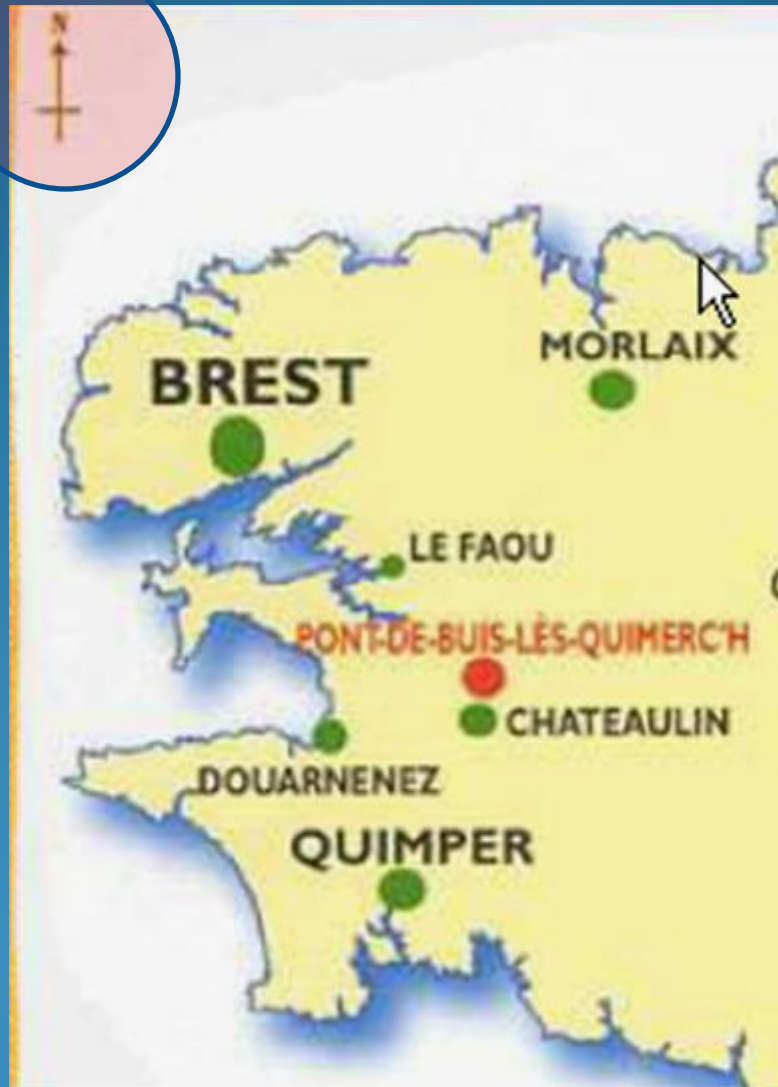 N
MORLAIX
BREST
LE FAOU
PONT-DE-BUIS-LÈS-QUIMERC'H
CHATEAULIN
DOUARNENEZ
QUIMPER